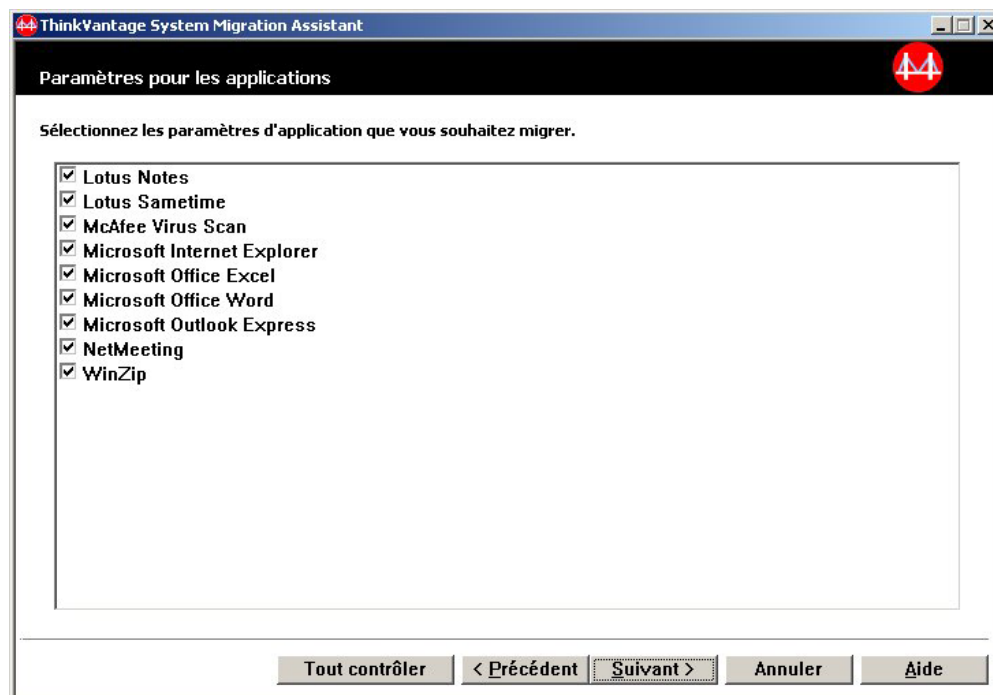 ThinkVantage System Migration Assistant
Paramètres pour les applications
Sélectionnez les paramètres d'application que vous souhaitez migrer.
Lotus Notes
Lotus Sametime
McAfee Virus Scan
Microsoft Internet Explorer
Microsoft Office Excel
Microsoft Office Word
Microsoft Outlook Express
NetMeeting
WinZip
Tout contrôler < Précédent Suivant > Annuler Aide